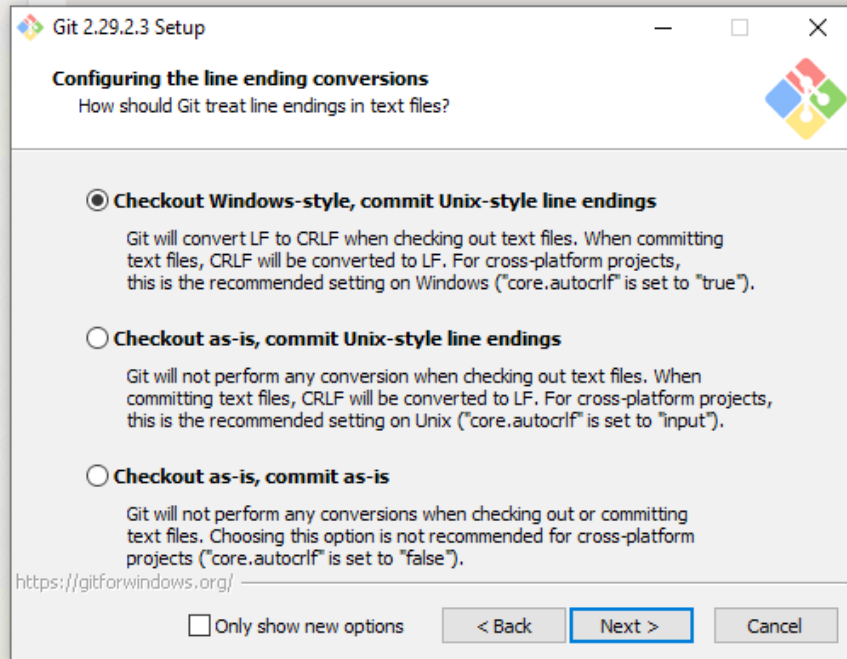 Git 2.29.2.3 Setup
Configuring the line ending conversions
How should Git treat line endings in text files?
Checkout Windows-style, commit Unix-style line endings
Git will convert LF to CRLF when checking out text files. When committing
text files, CRLF will be converted to LF. For cross-platform projects,
this is the recommended setting on Windows ("core.autocrlf" is set to "true").
Checkout as-is, commit Unix-style line endings
Git will not perform any conversion when checking out text files. When
committing text files, CRLF will be converted to LF. For cross-platform projects,
this is the recommended setting on Unix ("core.autocrlf" is set to "input").
Checkout as-is, commit as-is
Git will not perform any conversions when checking out or committing
text files. Choosing this option is not recommended for cross-platform
projects ("core.autocrlf" is set to "false").
https://gitforwindows.org/
Only show new options
< Back
Next >
Cancel